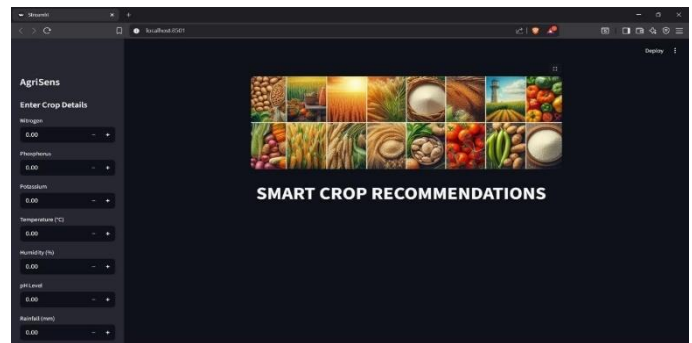 Streamlit
localhost:8501
Deploy
AgriSens
Enter Crop Details
Nitrogen
0.00
Phosphorus
0.00
Potassium
0.00
Temperature (°C)
0.00
Humidity (%)
0.00
pH Level
0.00
Rainfall (mm)
0.00
SMART CROP RECOMMENDATIONS